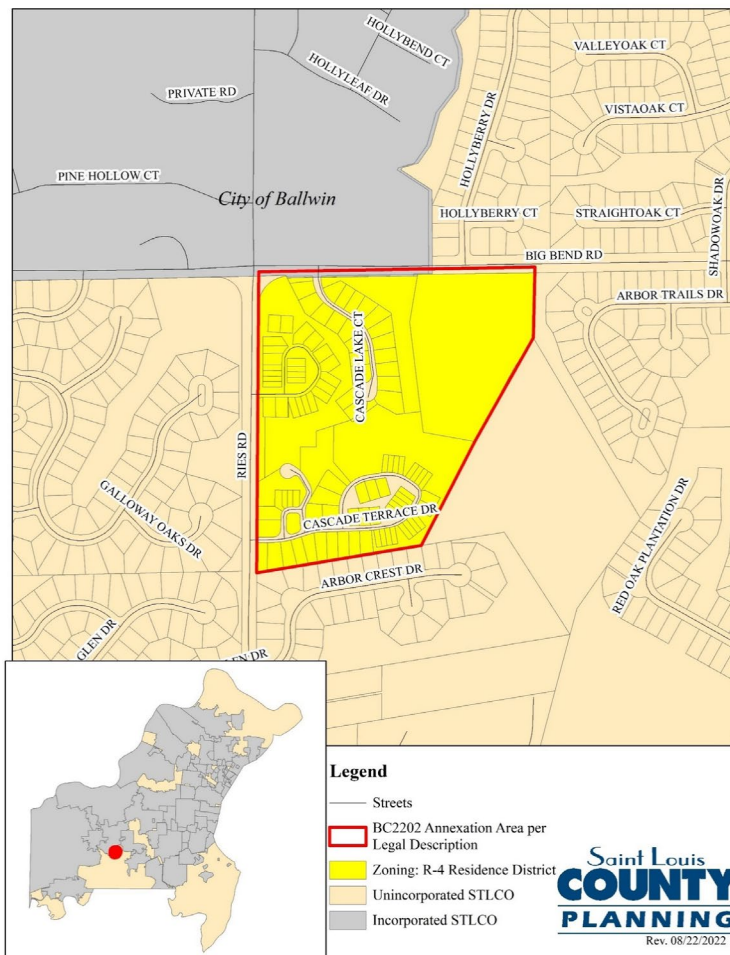 HOLLYBEND CT
HOLLYLEAF DR
PRIVATE RD
PINE HOLLOW CT
City of Ballwin
HOLLYBERRY DR
VALLEYOAK CT
VISTAOAK CT
HOLLYBERRY CT
STRAIGHTOAK CT
SHADOWOAK DR
BIG BEND RD
ARBOR TRAILS DR
CASCADE LAKE CT
RIES RD
GALLOWAY OAKS DR
CASCADE TERRACE DR
ARBOR CREST DR
RED OAK PLANTATION DR
GLEN DR
EN DR
Legend
Streets
BC2202 Annexation Area per
Legal Description
Zoning: R-4 Residence District
Unincorporated STLCO
Incorporated STLCO
Saint Louis
COUNTY
PLANNING
Rev. 08/22/2022